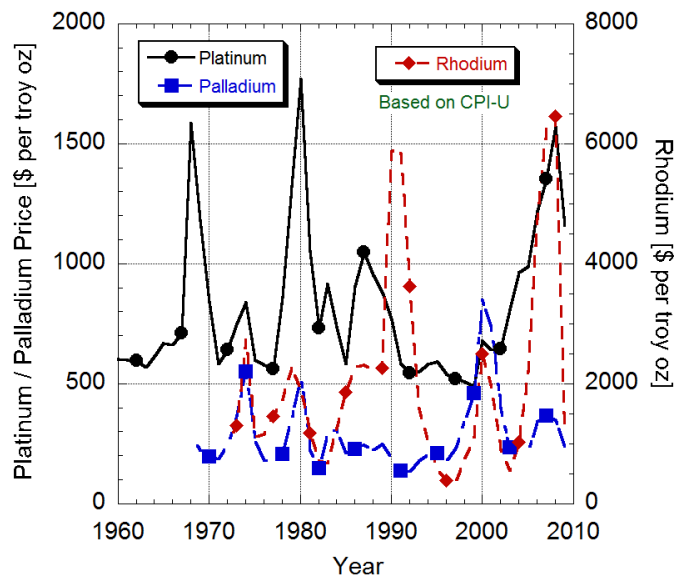 2000
1500
1000
500
0
Platinum / Palladium Price [$ per troy oz]
Platinum
Palladium
Rhodium
Based on CPI-U
8000
6000
4000
2000
0
Rhodium [$ per troy oz]
1960 1970 1980 1990 2000 2010
Year